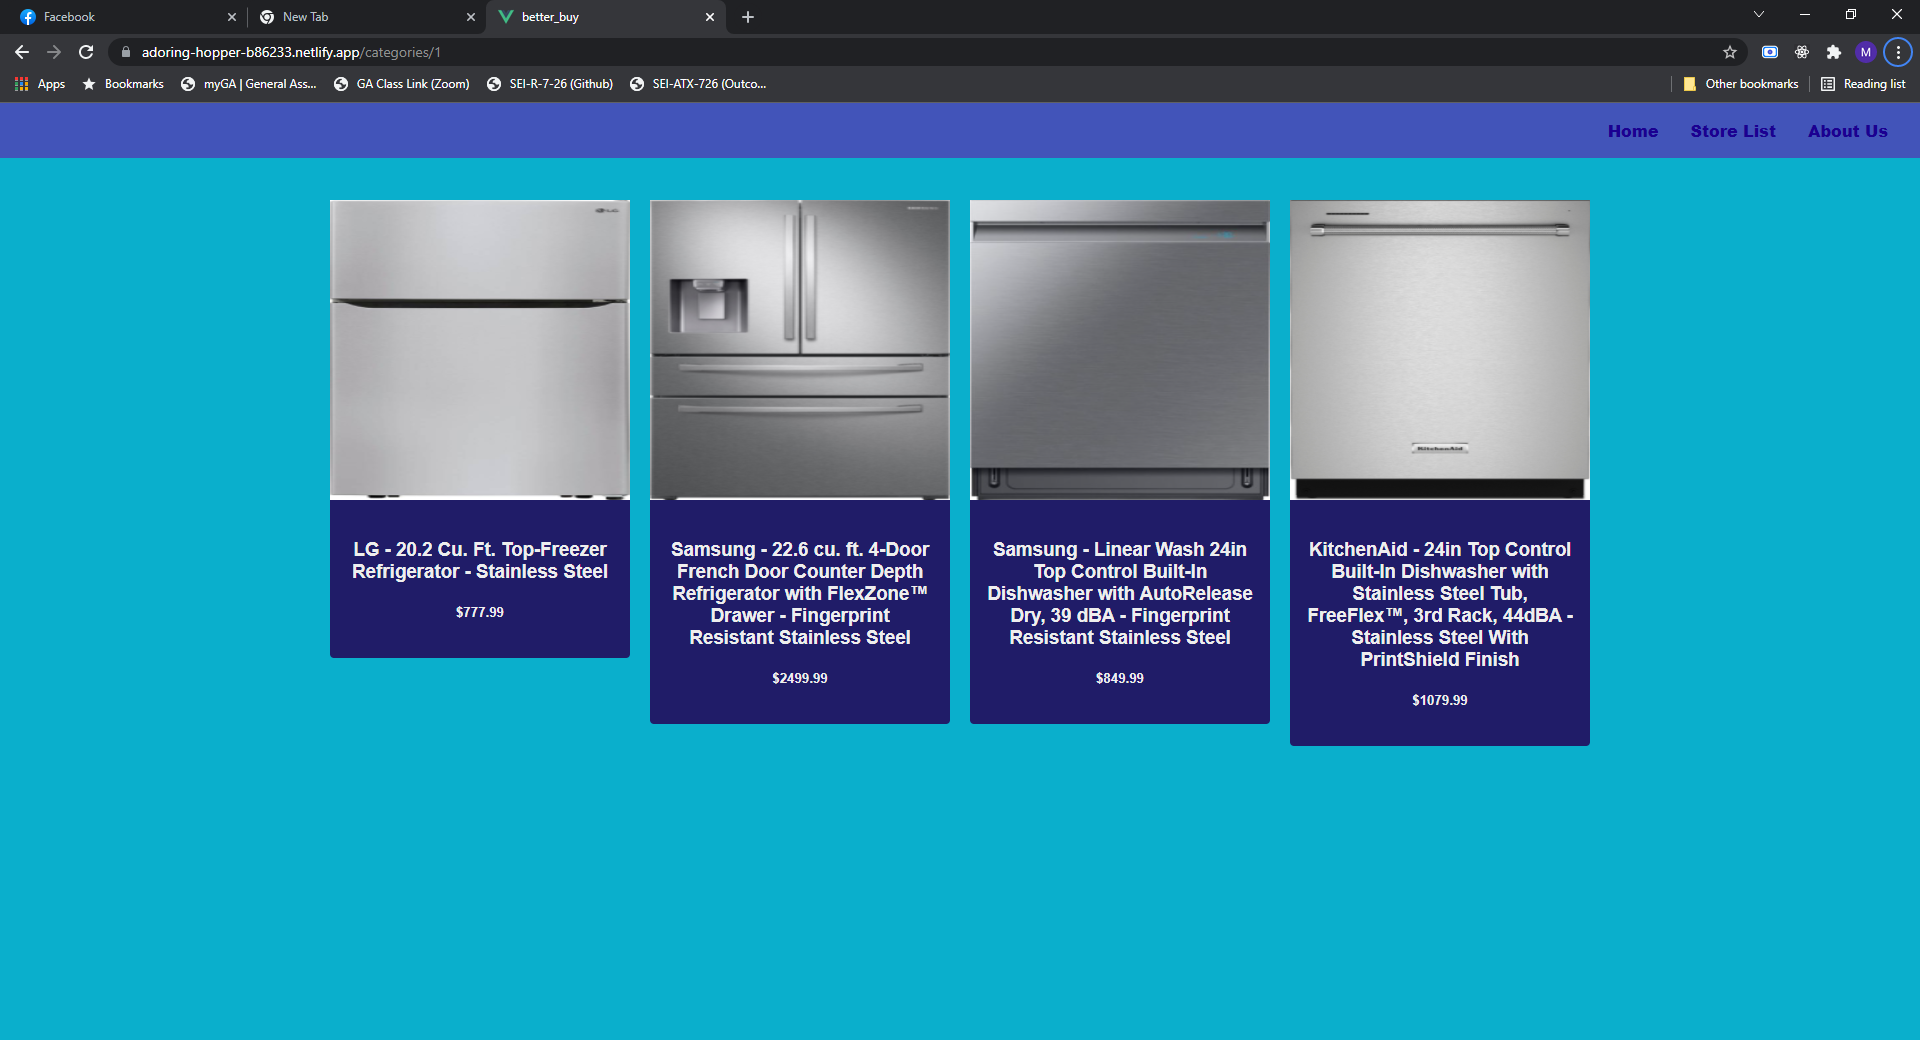 Facebook
New Tab
better_buy
adoring-hopper-b86233.netlify.app/categories/1
M
Apps
Bookmarks
myGA | General Ass...
GA Class Link (Zoom)
SEI-R-7-26 (Github)
SEI-ATX-726 (Outco...
Other bookmarks
Reading list
Home
Store List
About Us
KitchenAid
LG - 20.2 Cu. Ft. Top-Freezer
Refrigerator - Stainless Steel
$777.99
Samsung - 22.6 cu. ft. 4-Door
French Door Counter Depth
Refrigerator with FlexZone™
Drawer - Fingerprint
Resistant Stainless Steel
$2499.99
Samsung - Linear Wash 24in
Top Control Built-In
Dishwasher with AutoRelease
Dry, 39 dBA - Fingerprint
Resistant Stainless Steel
$849.99
KitchenAid - 24in Top Control
Built-In Dishwasher with
Stainless Steel Tub,
FreeFlex™, 3rd Rack, 44dBA -
Stainless Steel With
PrintShield Finish
$1079.99